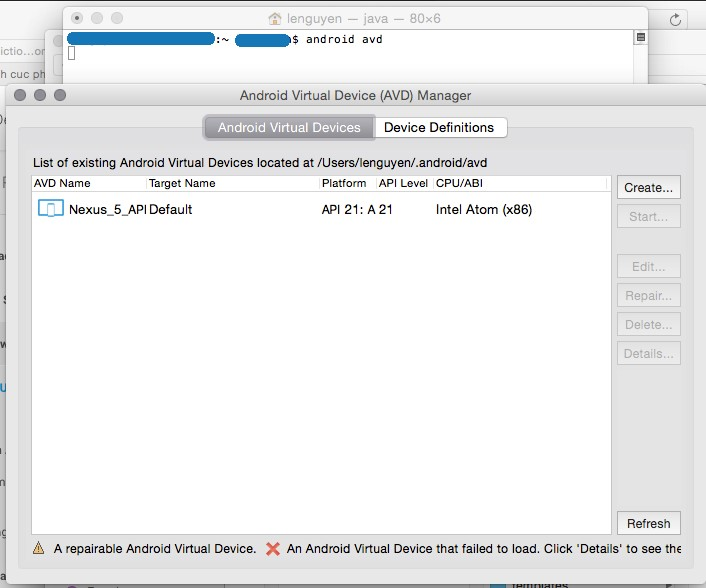 lenguyen — java — 80×6
:~ $ android avd
Android Virtual Device (AVD) Manager
Android Virtual Devices Device Definitions
List of existing Android Virtual Devices located at /Users/lenguyen/.android/avd
AVD Name Target Name Platform API Level CPU/ABI
Nexus_5_API Default API 21: A 21 Intel Atom (x86)
Create...
Start...
Edit...
Repair...
Delete...
Details...
Refresh
A repairable Android Virtual Device. An Android Virtual Device that failed to load. Click 'Details' to see the
templates